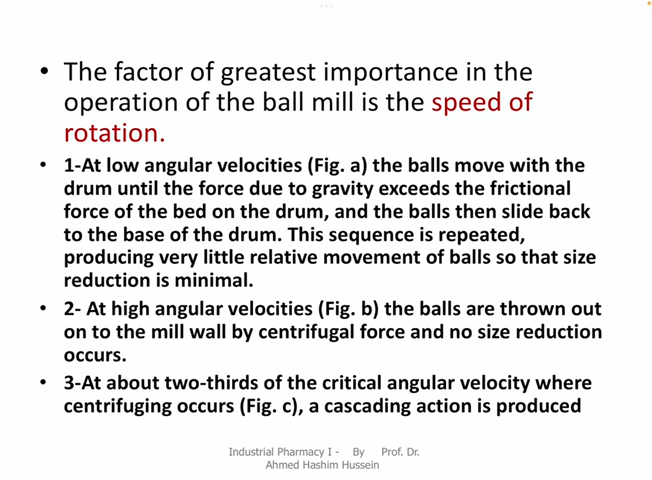 • The factor of greatest importance in the
operation of the ball mill is the speed of
rotation.
• 1-At low angular velocities (Fig. a) the balls move with the
drum until the force due to gravity exceeds the frictional
force of the bed on the drum, and the balls then slide back
to the base of the drum. This sequence is repeated,
producing very little relative movement of balls so that size
reduction is minimal.
• 2- At high angular velocities (Fig. b) the balls are thrown out
on to the mill wall by centrifugal force and no size reduction
occurs.
• 3-At about two-thirds of the critical angular velocity where
centrifuging occurs (Fig. c), a cascading action is produced
Industrial Pharmacy I - By Prof. Dr.
Ahmed Hashim Hussein